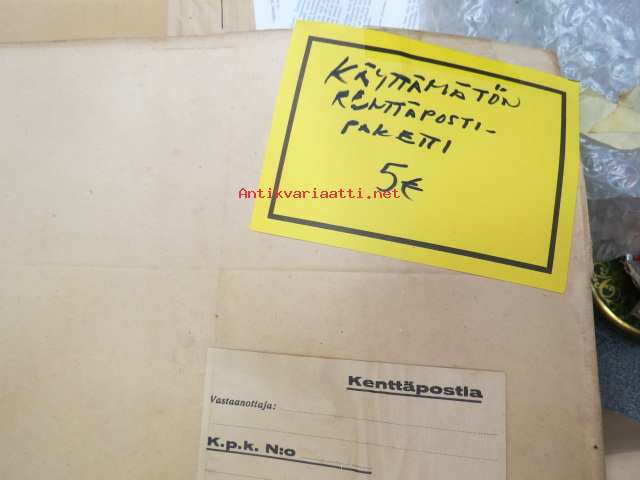 KÄYTTÄMÄTÖN
KENTTÄPOSTI-
PAKETTI
5€
Antikvariaatti.net
Kenttäpostia
Vastaanottaja:
K.p.k. N:o